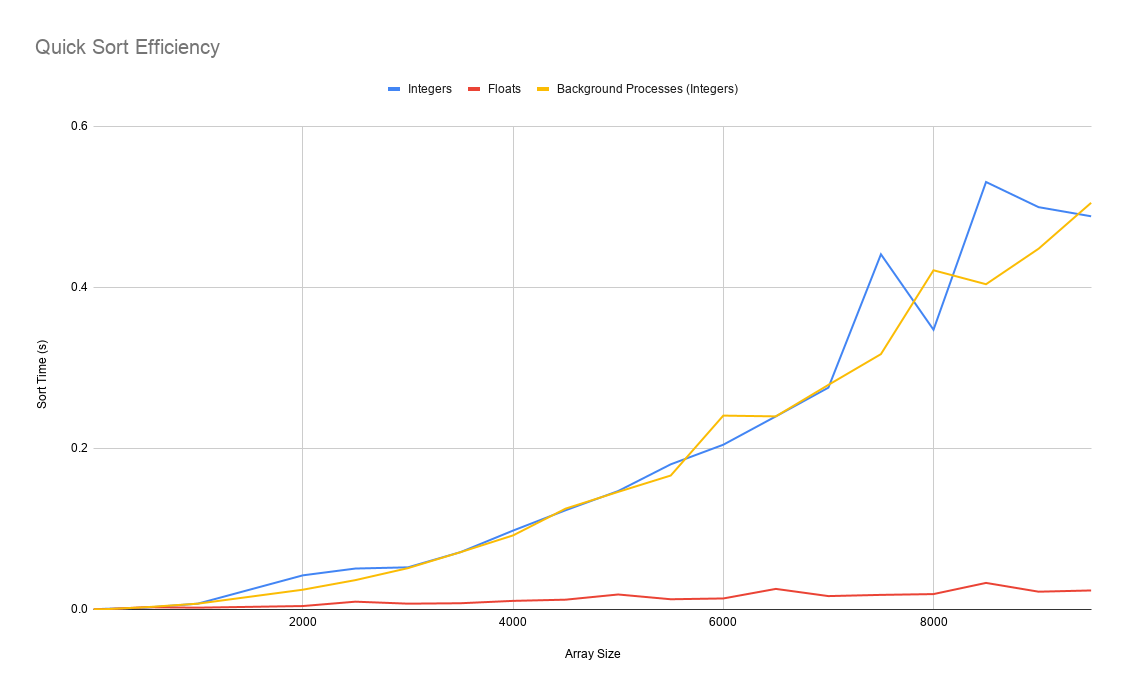 Quick Sort Efficiency
Integers Floats Background Processes (Integers)
0.6
0.4
0.2
0.0
Sort Time (s)
2000 4000 6000 8000
Array Size